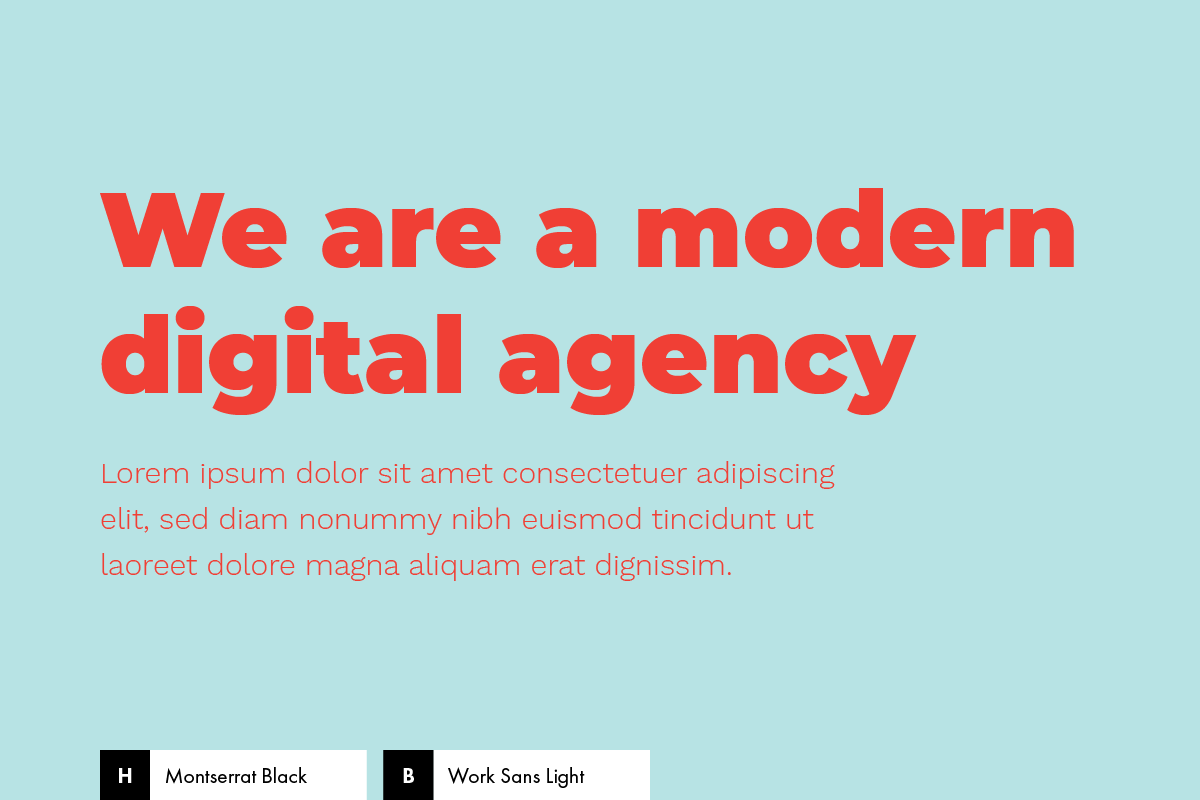 We are a modern
digital agency
Lorem ipsum dolor sit amet consectetuer adipiscing
elit, sed diam nonummy nibh euismod tincidunt ut
laoreet dolore magna aliquam erat dignissim.
H Montserrat Black B Work Sans Light